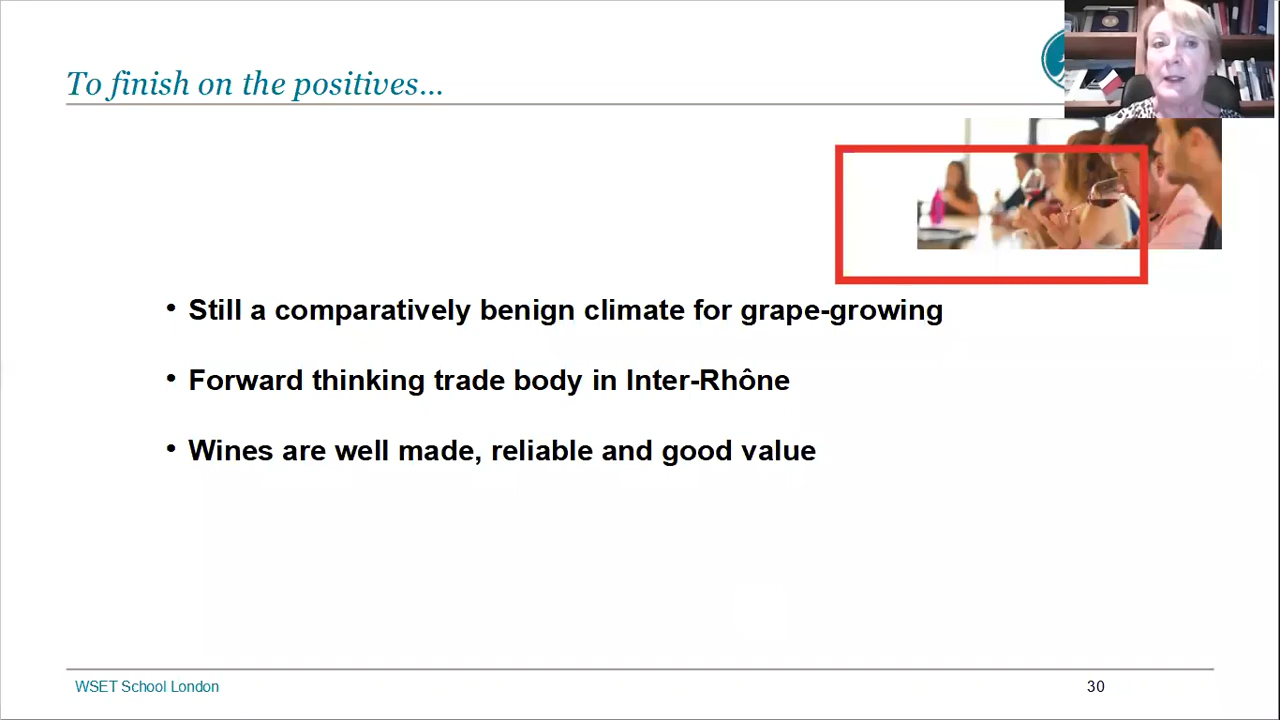 To finish on the positives...
• Still a comparatively benign climate for grape-growing
• Forward thinking trade body in Inter-Rhône
• Wines are well made, reliable and good value
WSET School London
30